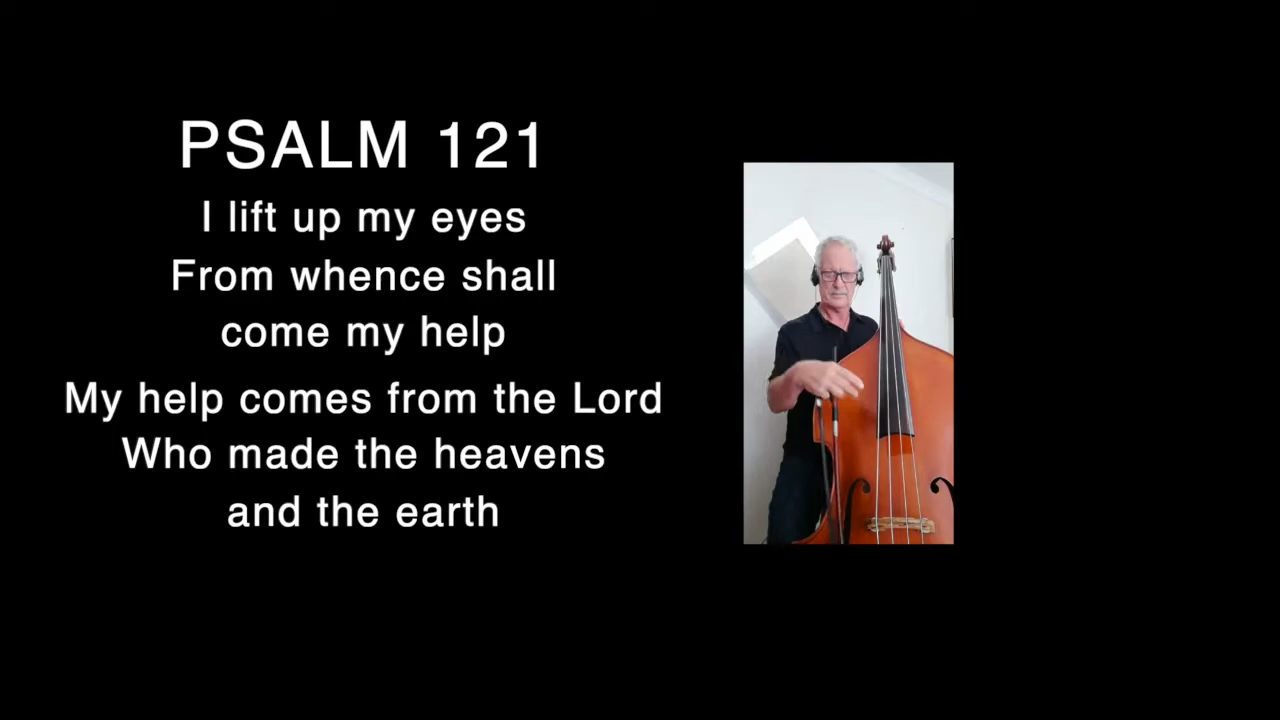 PSALM 121
I lift up my eyes
From whence shall
come my help
My help comes from the Lord
Who made the heavens
and the earth